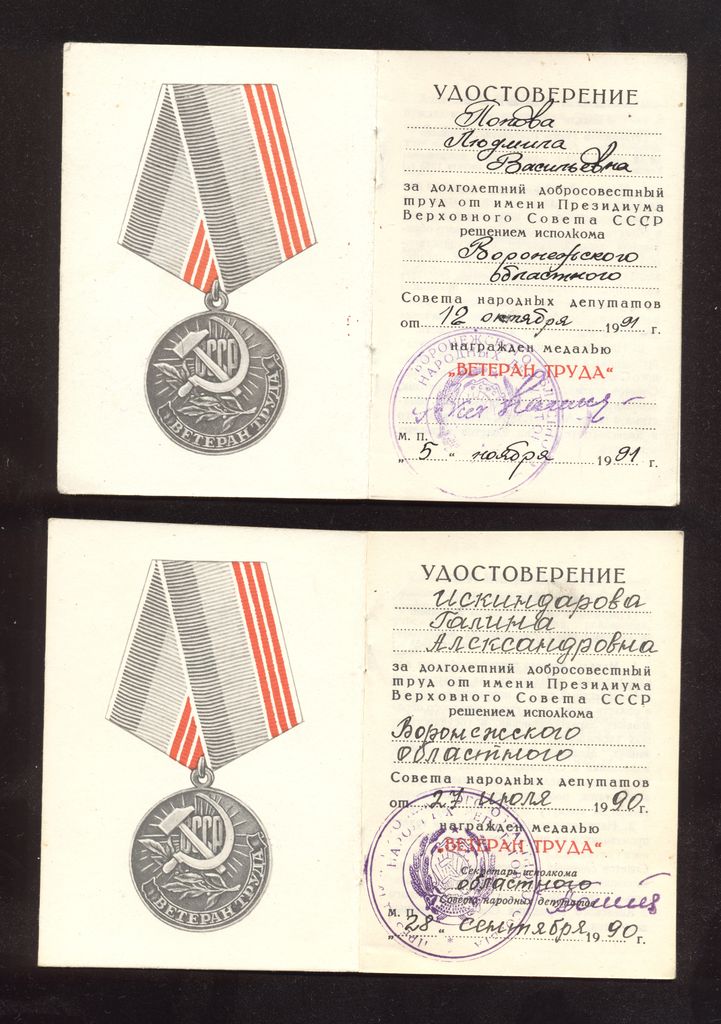 СССР
ВЕТЕРАН ТРУДА
УДОСТОВЕРЕНИЕ
Попова
Людмила
Васильевна
за долголетний добросовестный
труд от имени Президиума
Верховного Совета СССР
решением исполкома
Воронежского
областного
Совета народных депутатов
от 12 октября 1991 г.
награжден медалью
„ВЕТЕРАН ТРУДА“
М. П.
„ 5 “ ноября 1991 г.
СССР
ВЕТЕРАН ТРУДА
УДОСТОВЕРЕНИЕ
Искиндарова
Галина
Александровна
за долголетний добросовестный
труд от имени Президиума
Верховного Совета СССР
решением исполкома
Воронежского
областного
Совета народных депутатов
от 27 июля 1990 г.
награжден медалью
„ВЕТЕРАН ТРУДА“
Секретарь исполкома
областного
Совета народных депутатов
М. П.
„ 28 “ сентября 1990 г.